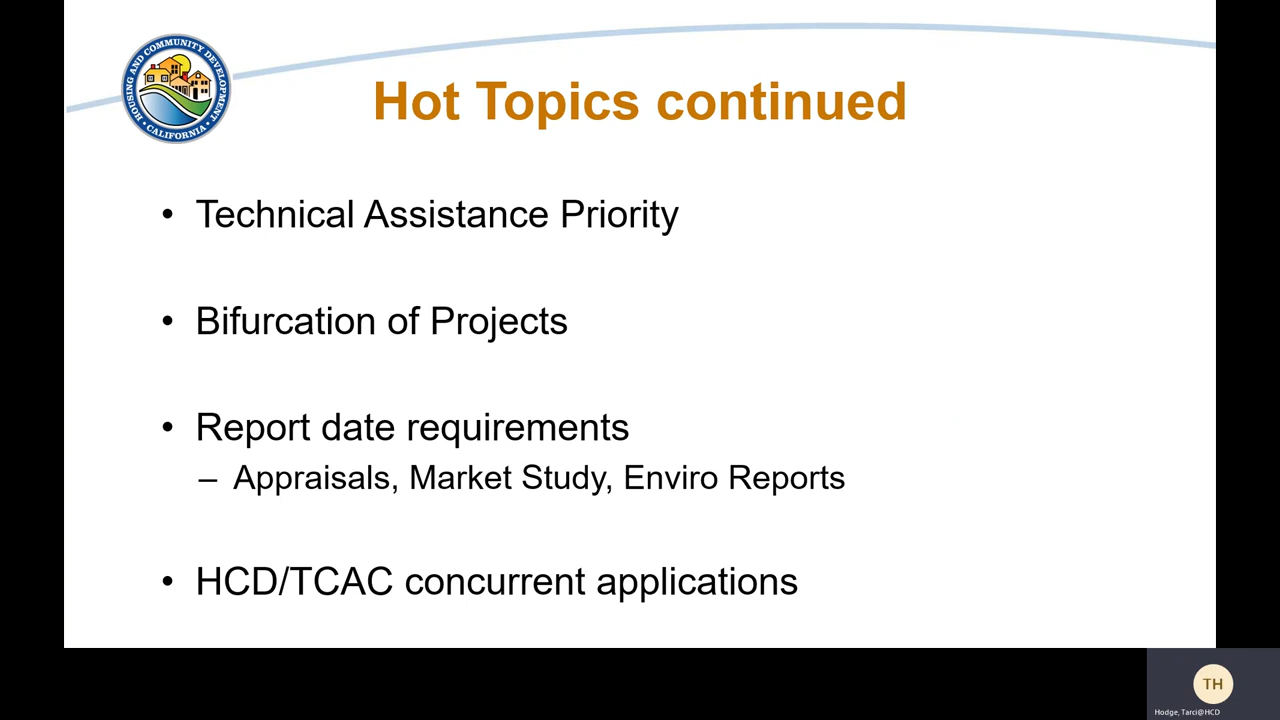 HOUSING AND COMMUNITY DEVELOPMENT
• CALIFORNIA •
Hot Topics continued
• Technical Assistance Priority
• Bifurcation of Projects
• Report date requirements
– Appraisals, Market Study, Enviro Reports
• HCD/TCAC concurrent applications
TH
Hodge, Tarci@HCD